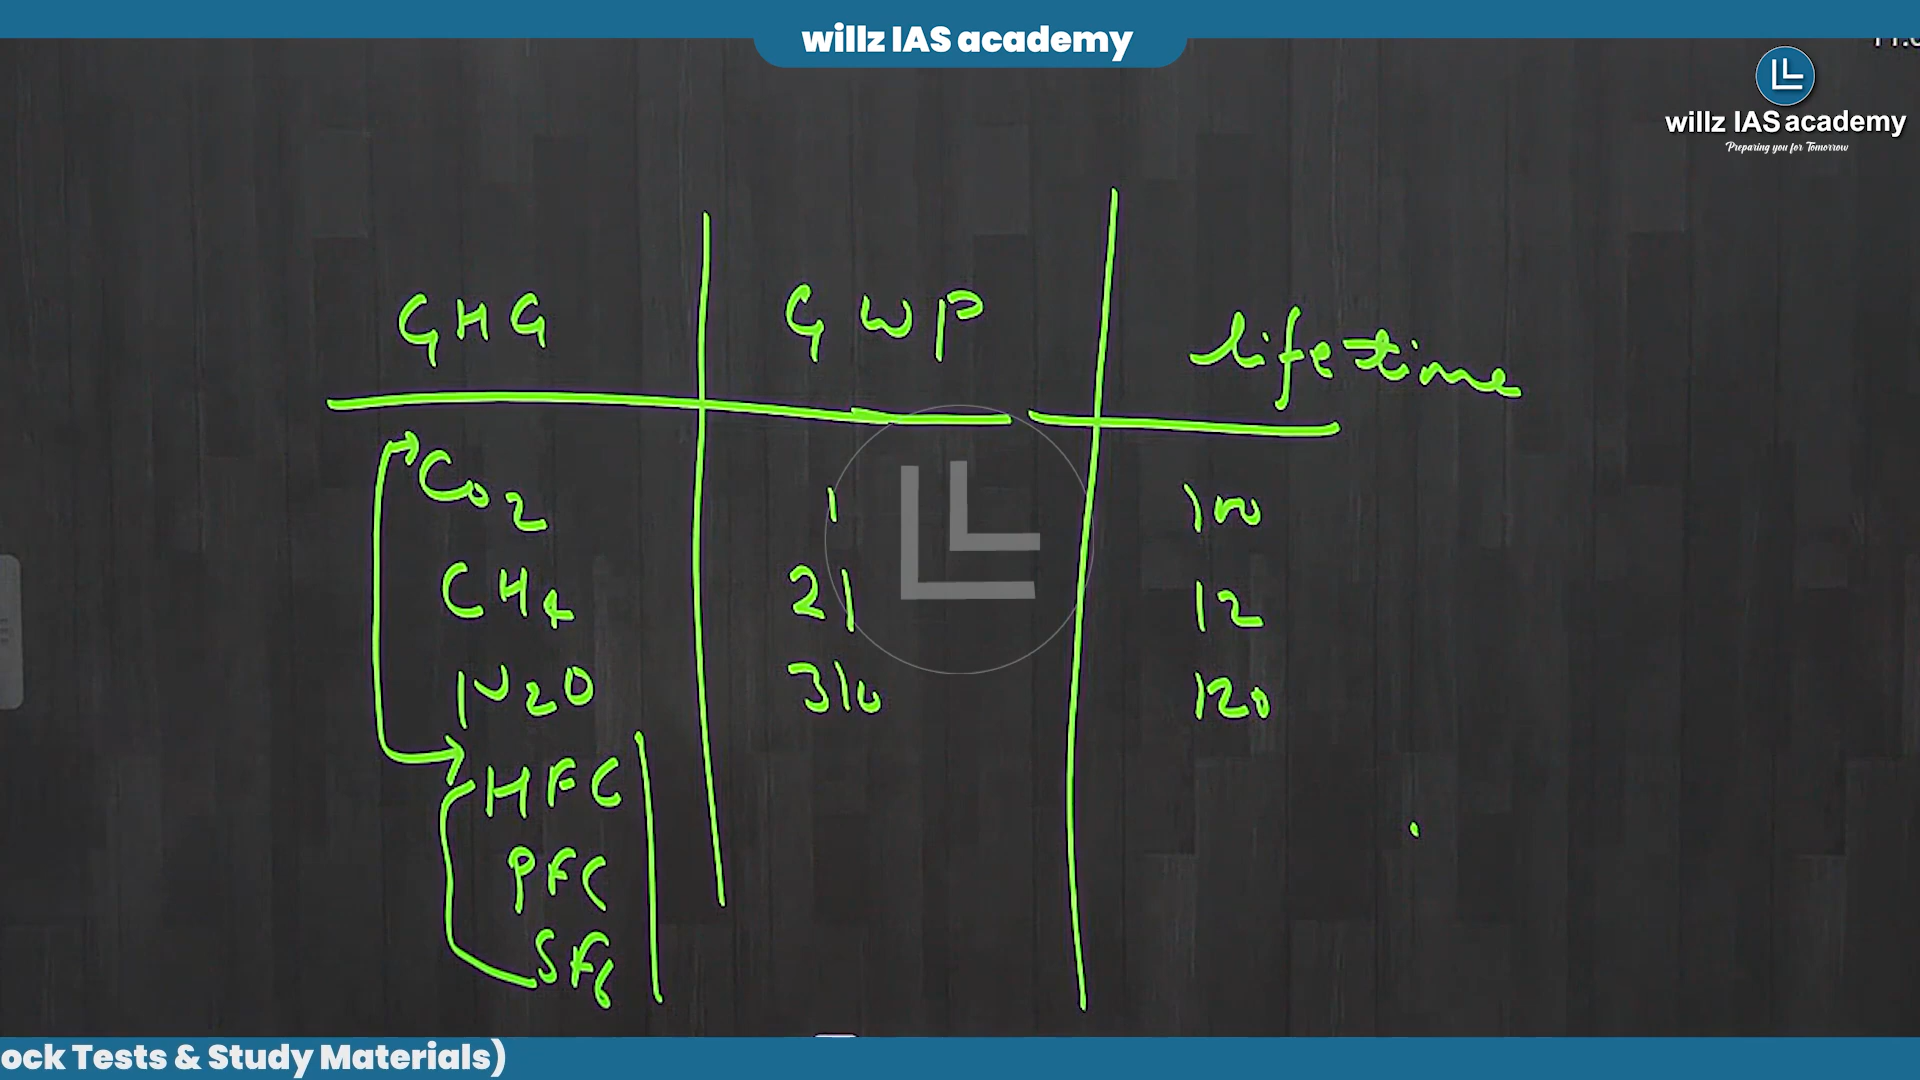 willz IAS academy
willz IAS academy
Preparing you for Tomorrow
GHG GWP lifetime
CO2 1 100
CH4 21 12
N2O 310 120
HFC
PFC
SF6
ock Tests & Study Materials)